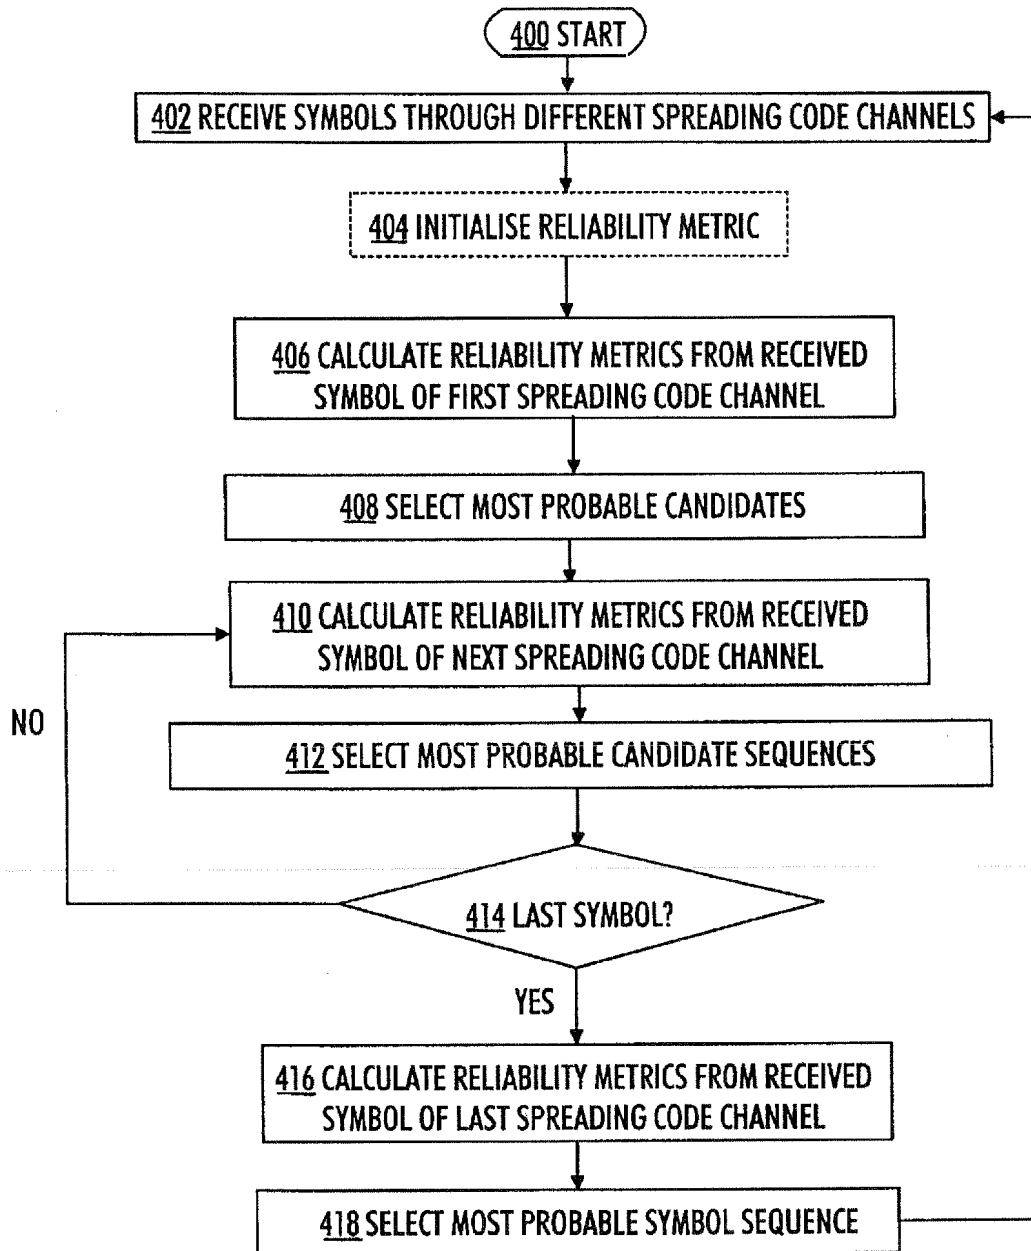 400 START
402 RECEIVE SYMBOLS THROUGH DIFFERENT SPREADING CODE CHANNELS
404 INITIALISE RELIABILITY METRIC
406 CALCULATE RELIABILITY METRICS FROM RECEIVED
SYMBOL OF FIRST SPREADING CODE CHANNEL
408 SELECT MOST PROBABLE CANDIDATES
410 CALCULATE RELIABILITY METRICS FROM RECEIVED
SYMBOL OF NEXT SPREADING CODE CHANNEL
NO
412 SELECT MOST PROBABLE CANDIDATE SEQUENCES
414 LAST SYMBOL?
YES
416 CALCULATE RELIABILITY METRICS FROM RECEIVED
SYMBOL OF LAST SPREADING CODE CHANNEL
418 SELECT MOST PROBABLE SYMBOL SEQUENCE